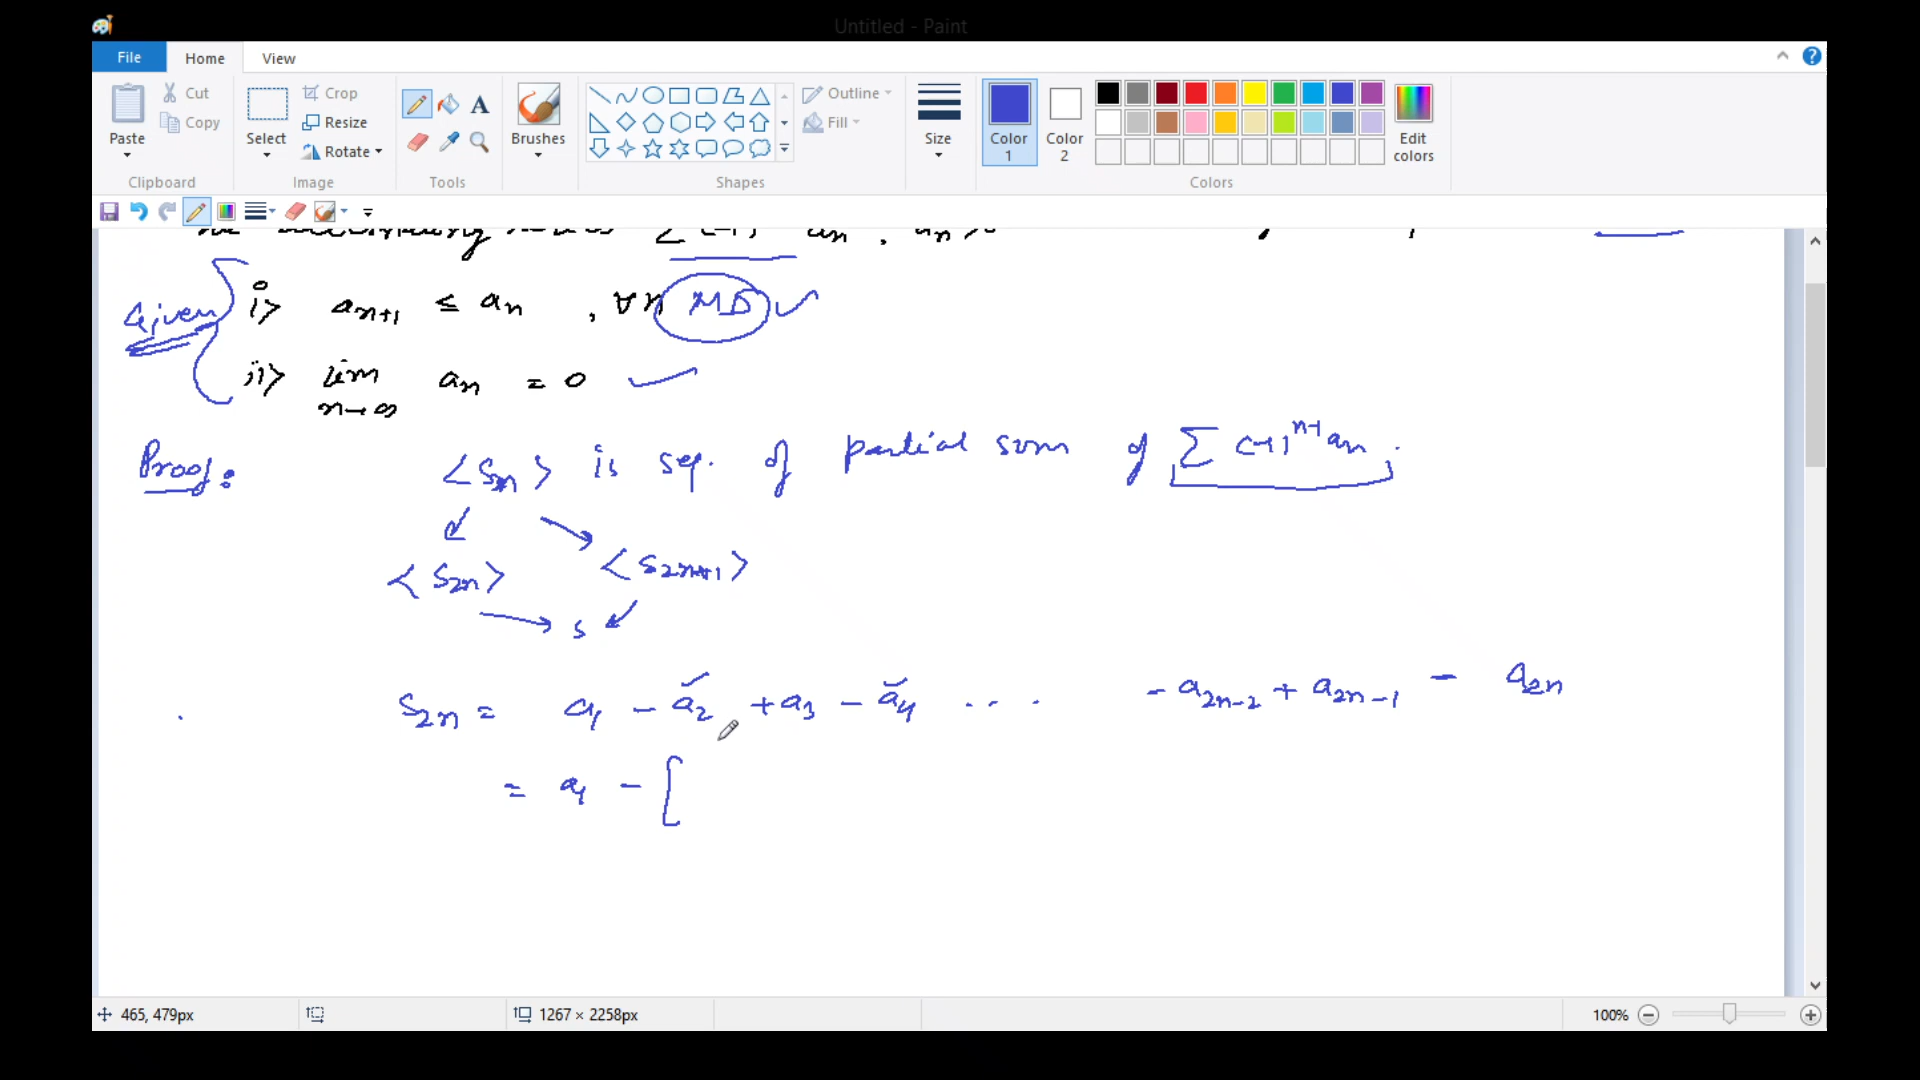 Untitled - Paint
File Home View
Paste Cut Copy Select Crop Resize Rotate Brushes Outline Fill Size Color 1 Color 2 Edit colors
Clipboard Image Tools Shapes Colors
Given i> aₙ₊₁ ≤ aₙ , ∀n MD ✓
ii> lim n→∞ aₙ = 0 ✓
Proof: <Sₙ> is seq. of partial sum of ∑ (-1)ⁿ⁻¹ aₙ .
<S₂ₙ> <S₂ₙ₊₁>
→ s
S₂ₙ = a₁ - a₂ + a₃ - a₄ ... - a₂ₙ₋₂ + a₂ₙ₋₁ - a₂ₙ
= a₁ - [
465, 479px 1267 × 2258px 100%